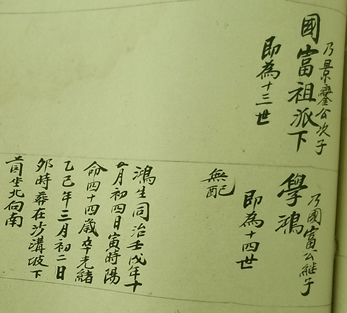 乃景鑾公次子
國富祖派下
即為十三世
乃國富公継子
學鴻
即為十四世
無配
鴻生同治壬戌年十
月初四日寅時陽
命四十四歲卒光緒
乙巳年三月初二日
卯時葬在沙溝坡下
首坐北向南